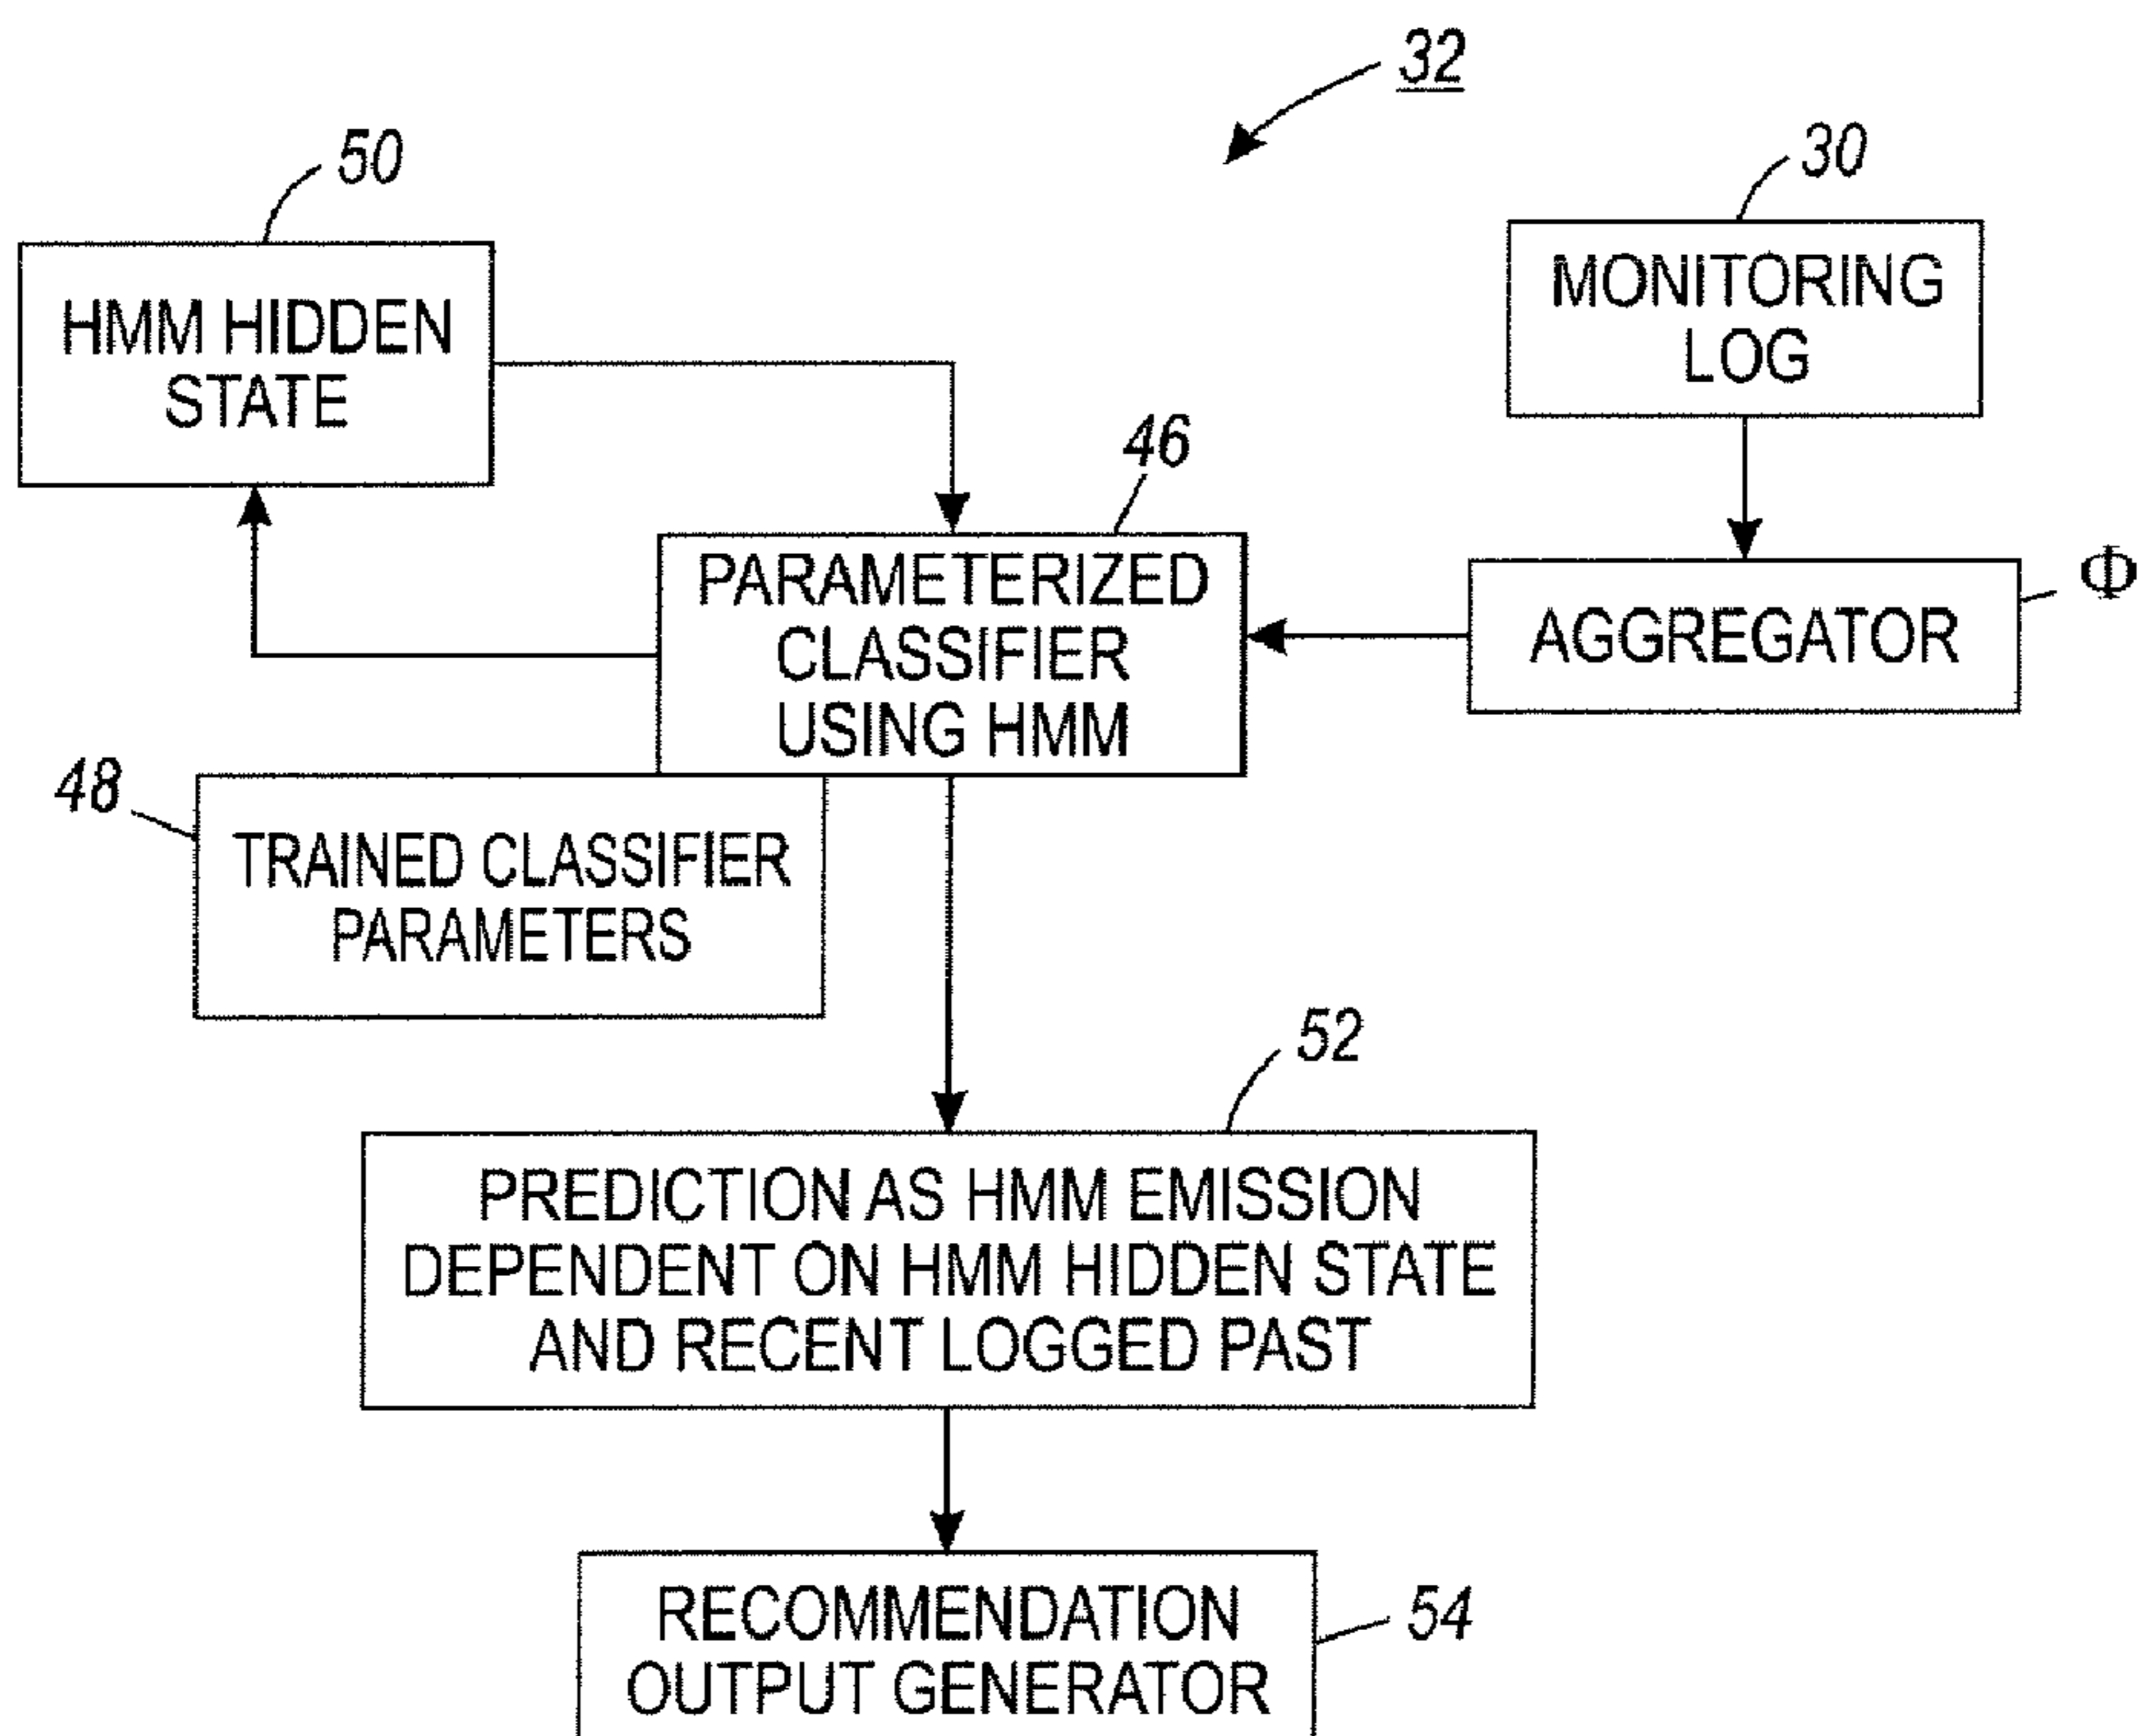 32
50
30
HMM HIDDEN
STATE
MONITORING
LOG
46
Φ
PARAMETERIZED
CLASSIFIER
USING HMM
AGGREGATOR
48
TRAINED CLASSIFIER
PARAMETERS
52
PREDICTION AS HMM EMISSION
DEPENDENT ON HMM HIDDEN STATE
AND RECENT LOGGED PAST
RECOMMENDATION
OUTPUT GENERATOR
54